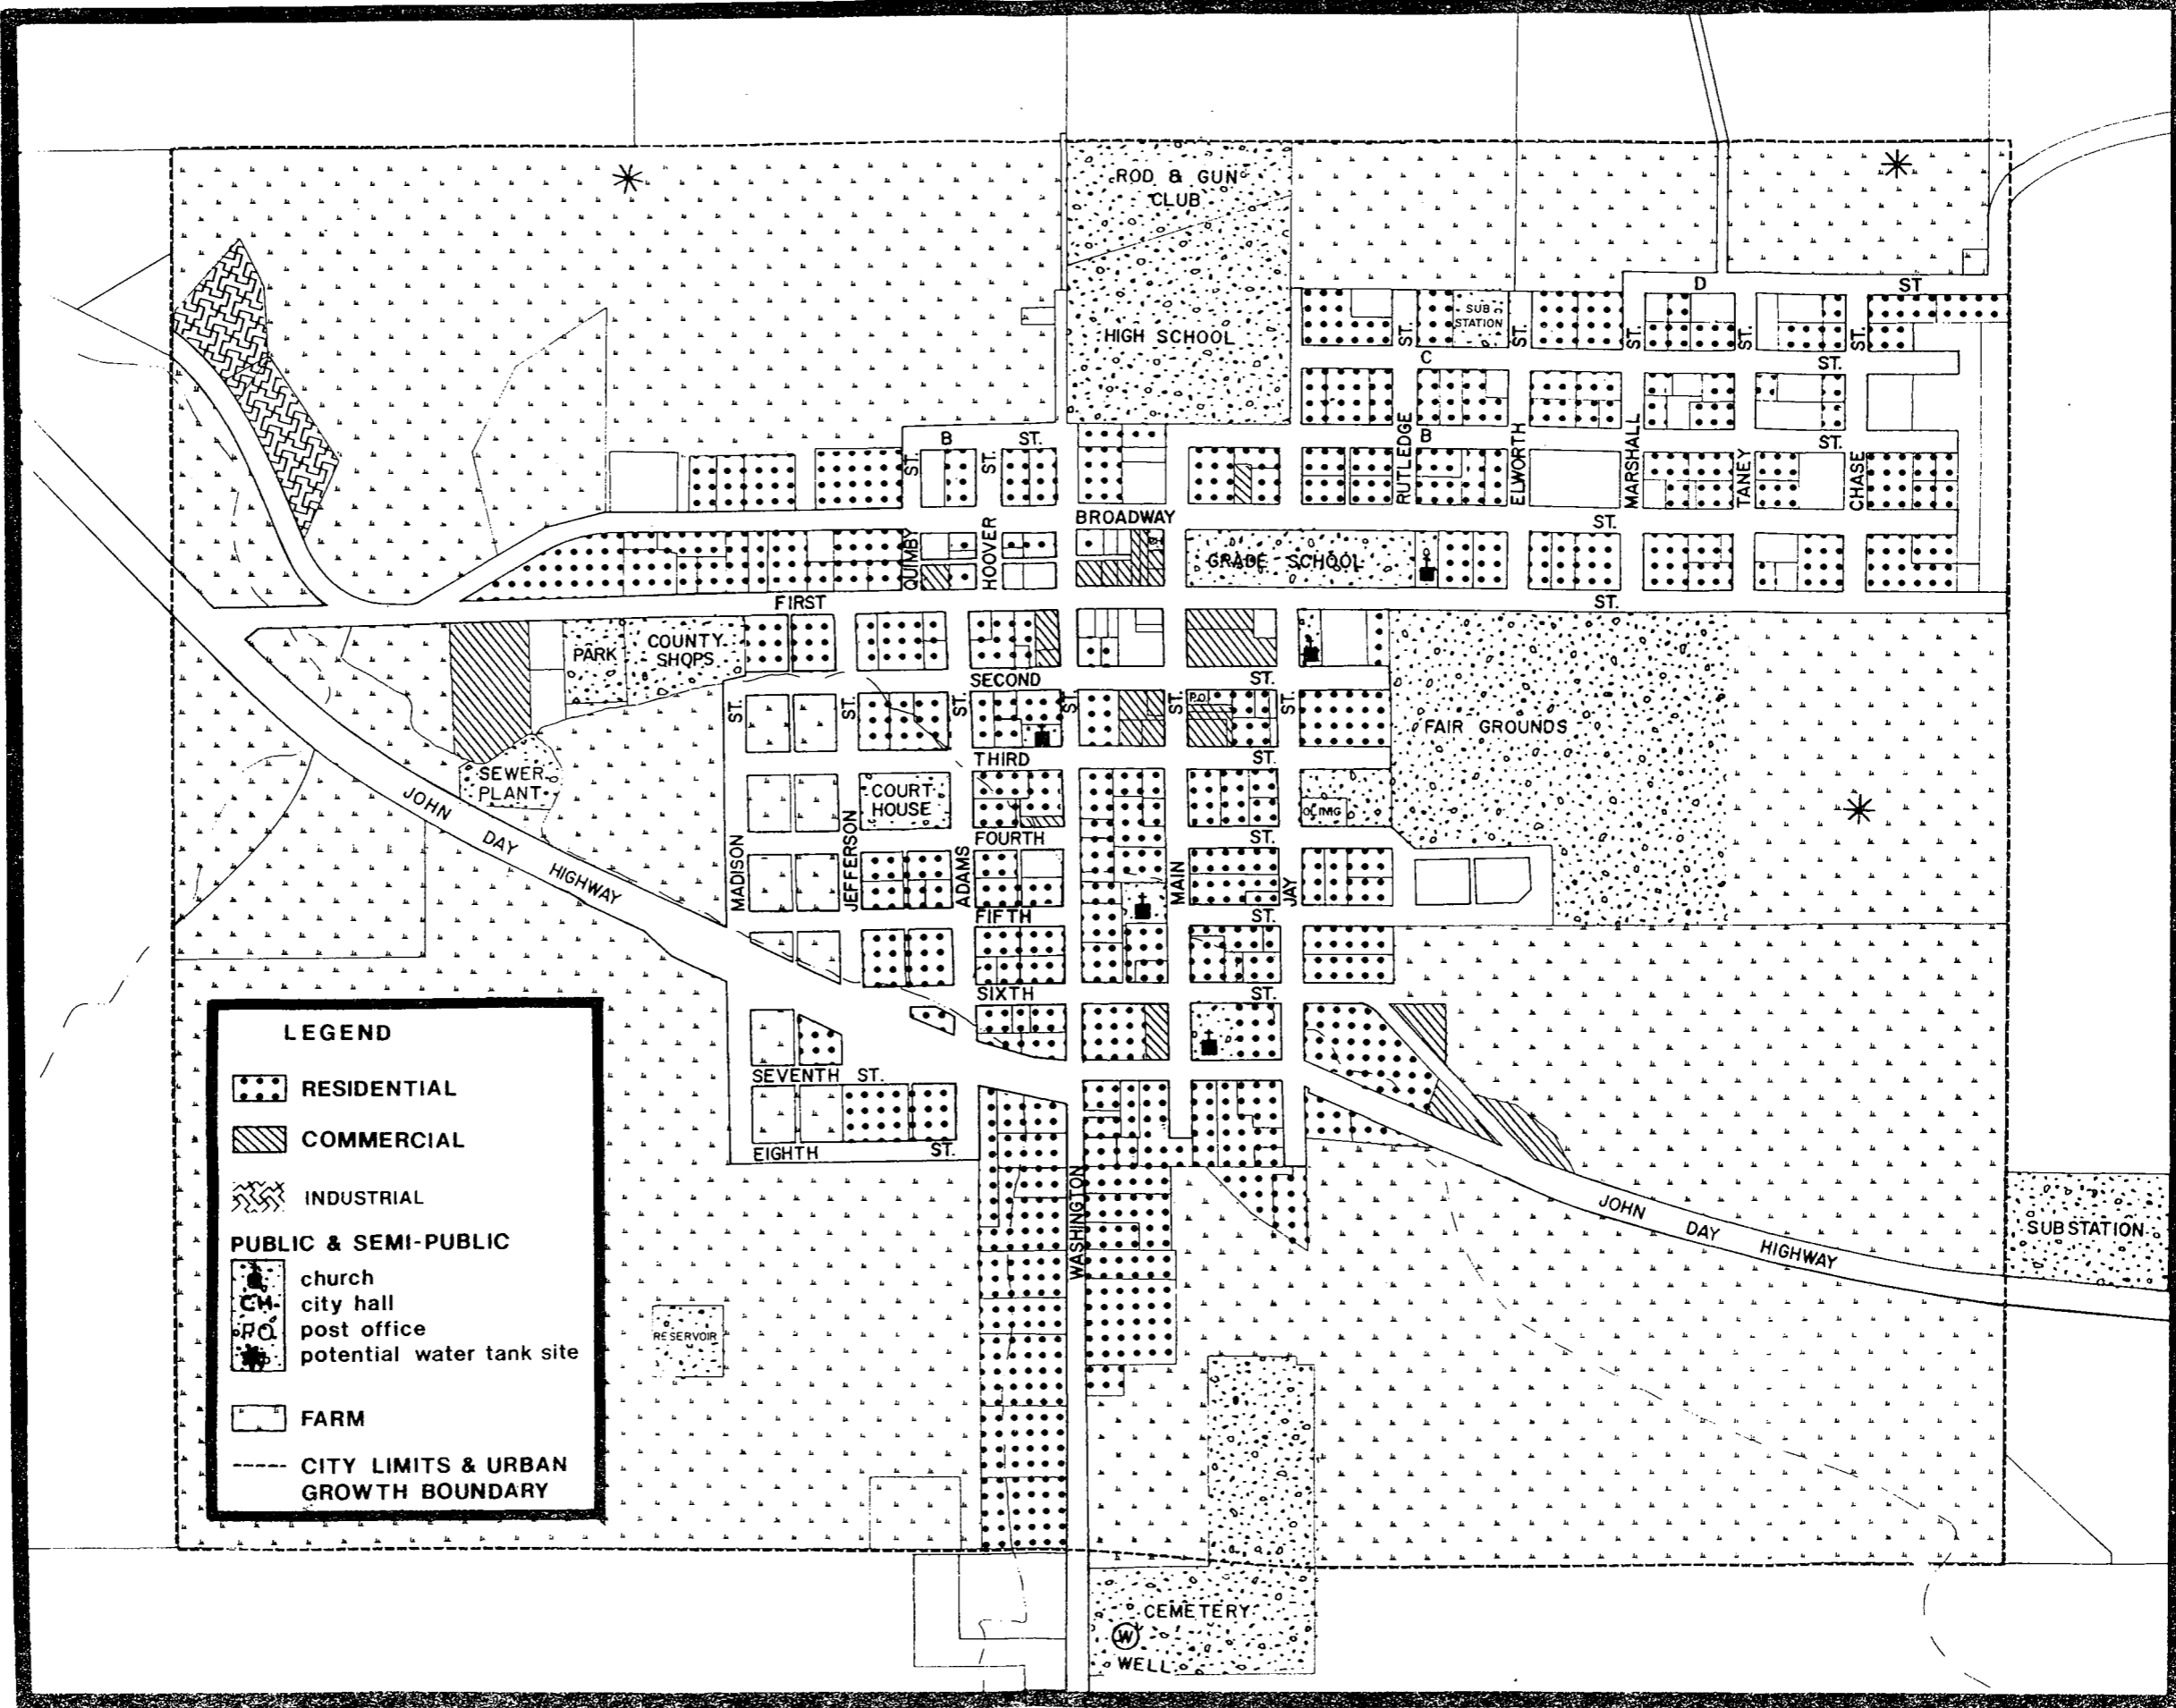 ROD & GUN
CLUB
HIGH SCHOOL
D ST
SUB
STATION
ST.
ST.
ST.
ST.
ST.
C ST.
RUTLEDGE
ELWORTH
MARSHALL
TANEY
CHASE
B ST.
B ST.
ST.
ST.
BROADWAY ST.
QUIMBY
HOOVER
GRADE SCHOOL
FIRST ST.
PARK
COUNTY
SHOPS
SECOND ST.
ST.
ST.
ST.
ST.
ST.
ST.
P.O.
FAIR GROUNDS
THIRD ST.
SEWER
PLANT
COURT
HOUSE
JOHN DAY HIGHWAY
MADISON
JEFFERSON
ADAMS
MAIN
JAY
FOURTH ST.
FIFTH ST.
SIXTH ST.
SEVENTH ST.
EIGHTH ST.
WASHINGTON
JOHN DAY HIGHWAY
SUBSTATION
RESERVOIR
CEMETERY
W
WELL
LEGEND
RESIDENTIAL
COMMERCIAL
INDUSTRIAL
PUBLIC & SEMI-PUBLIC
church
CH city hall
PO post office
potential water tank site
FARM
CITY LIMITS & URBAN
GROWTH BOUNDARY